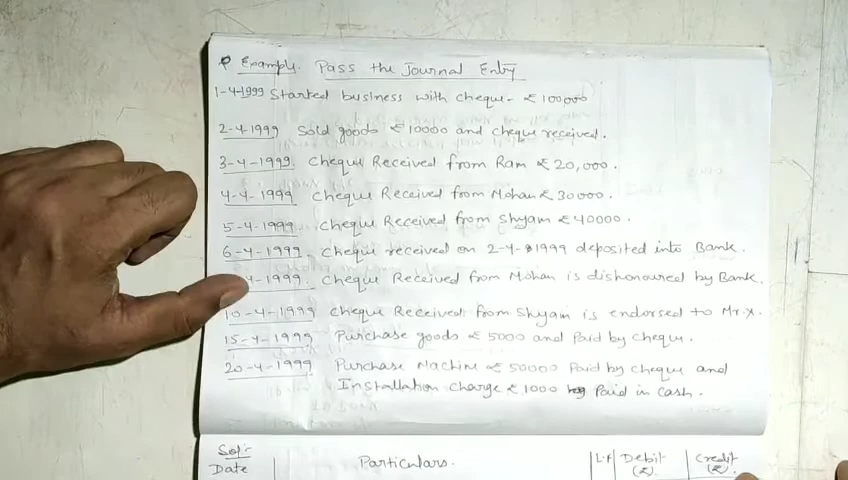 Example. Pass the Journal Entry
1-4-1999 Started business with cheque - ₹ 100,000
2-4-1999 Sold goods ₹ 10000 and cheque received.
3-4-1999. Cheque Received from Ram ₹ 20,000.
4-4-1999 Cheque Received from Mohan ₹ 30000.
5-4-1999. Cheque Received from Shyam ₹ 40000.
6-4-1999. Cheque received on 2-4-1999 deposited into Bank.
4-1999. Cheque Received from Mohan is dishonoured by Bank.
10-4-1999 Cheque Received from Shyam is endorsed to Mr. X.
15-4-1999 Purchase goods ₹ 5000 and Paid by cheque.
20-4-1999 Purchase Machine ₹ 50000 Paid by cheque and
Installation charge ₹ 1000 Paid in cash.
Sol:-
Date Particulars. L.F Debit (₹) Credit (₹)